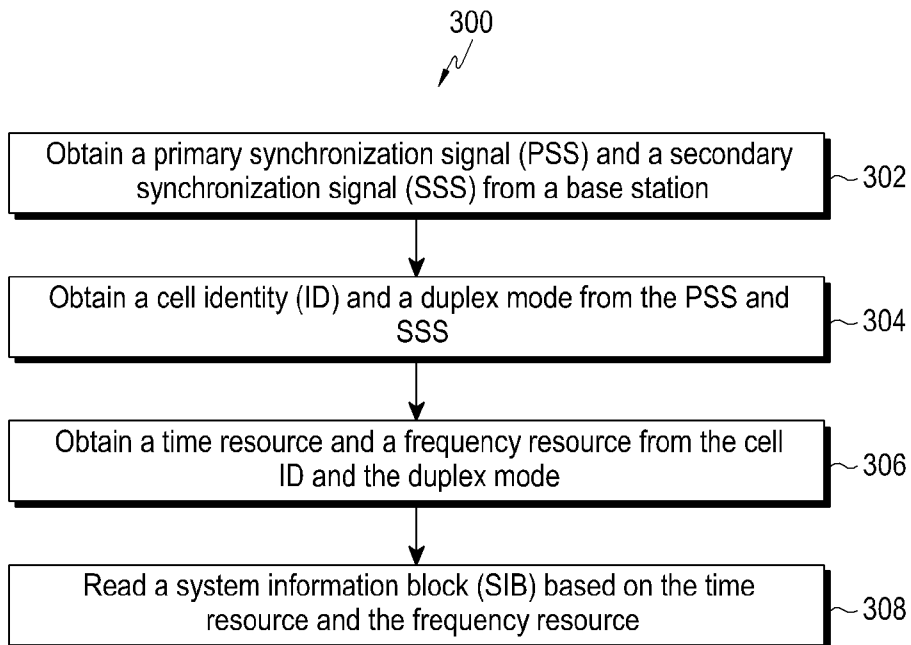 300
Obtain a primary synchronization signal (PSS) and a secondary
synchronization signal (SSS) from a base station
302
Obtain a cell identity (ID) and a duplex mode from the PSS and
SSS
304
Obtain a time resource and a frequency resource from the cell
ID and the duplex mode
306
Read a system information block (SIB) based on the time
resource and the frequency resource
308